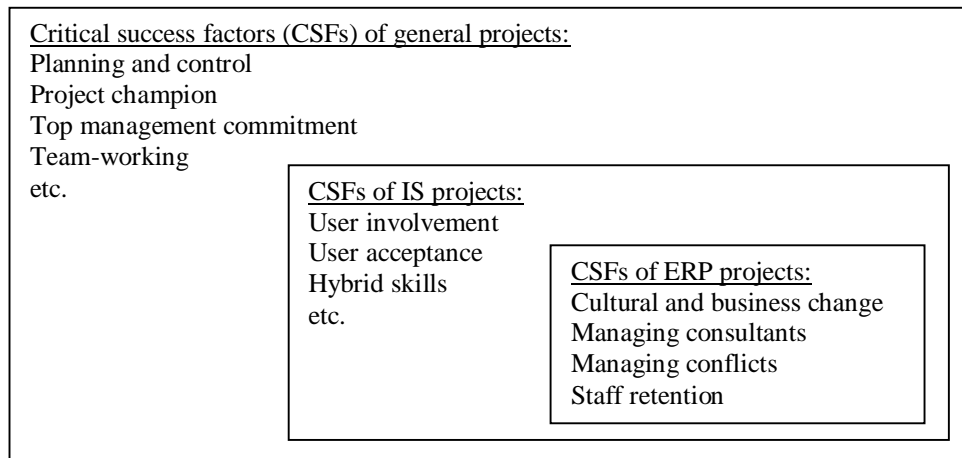 Critical success factors (CSFs) of general projects:
Planning and control
Project champion
Top management commitment
Team-working
etc.
CSFs of IS projects:
User involvement
User acceptance
Hybrid skills
etc.
CSFs of ERP projects:
Cultural and business change
Managing consultants
Managing conflicts
Staff retention